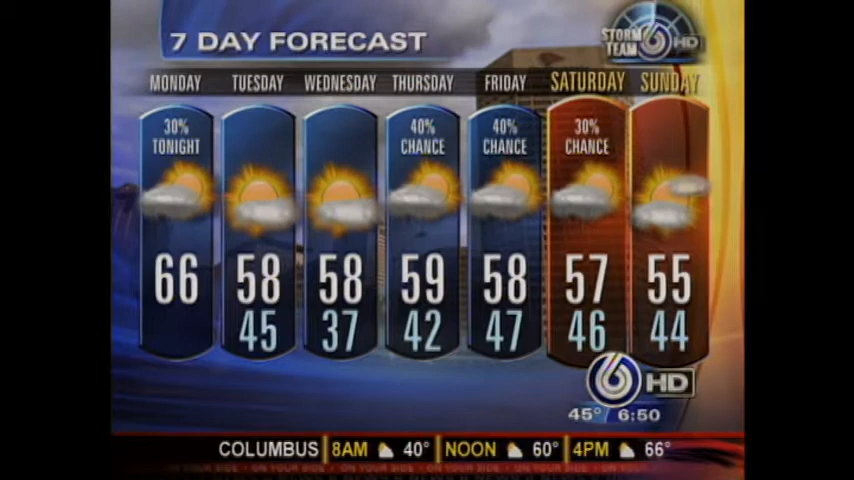 7 DAY FORECAST
STORM TEAM 6 HD
MONDAY TUESDAY WEDNESDAY THURSDAY FRIDAY SATURDAY SUNDAY
30% TONIGHT
40% CHANCE
40% CHANCE
30% CHANCE
66 58 58 59 58 57 55
45 37 42 47 46 44
6 HD
45° 6:50
COLUMBUS 8AM 40° NOON 60° 4PM 66°
ON YOUR SIDE